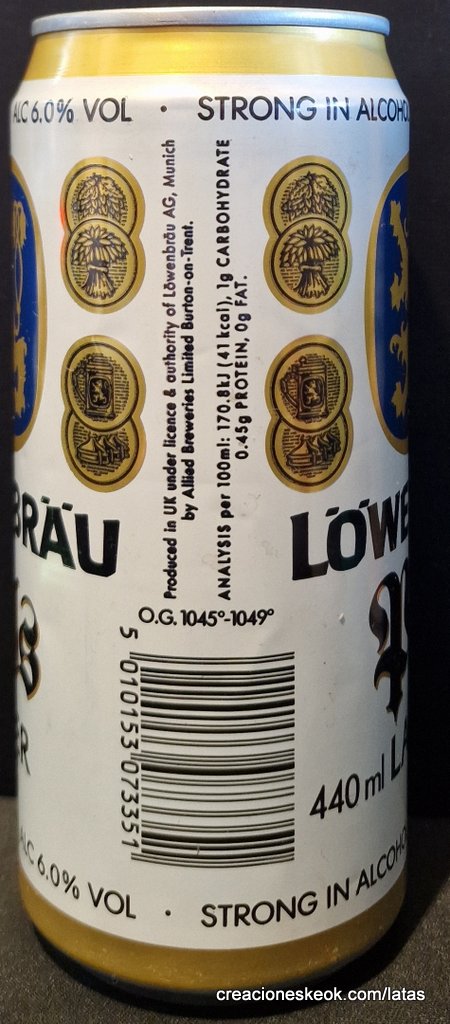 ALC 6.0% VOL · STRONG IN ALCOHOL
Produced in UK under licence & authority of Löwenbräu AG, Munich
by Allied Breweries Limited Burton-on-Trent.
ANALYSIS per 100ml: 170.8kJ (41 kcal), 1g CARBOHYDRATE
0.45g PROTEIN, 0g FAT.
BRÄU
LÖWE
O.G. 1045°-1049°
5 010153 073351
440 ml LA
ALC 6.0% VOL · STRONG IN ALCOHO
creacioneskeok.com/latas